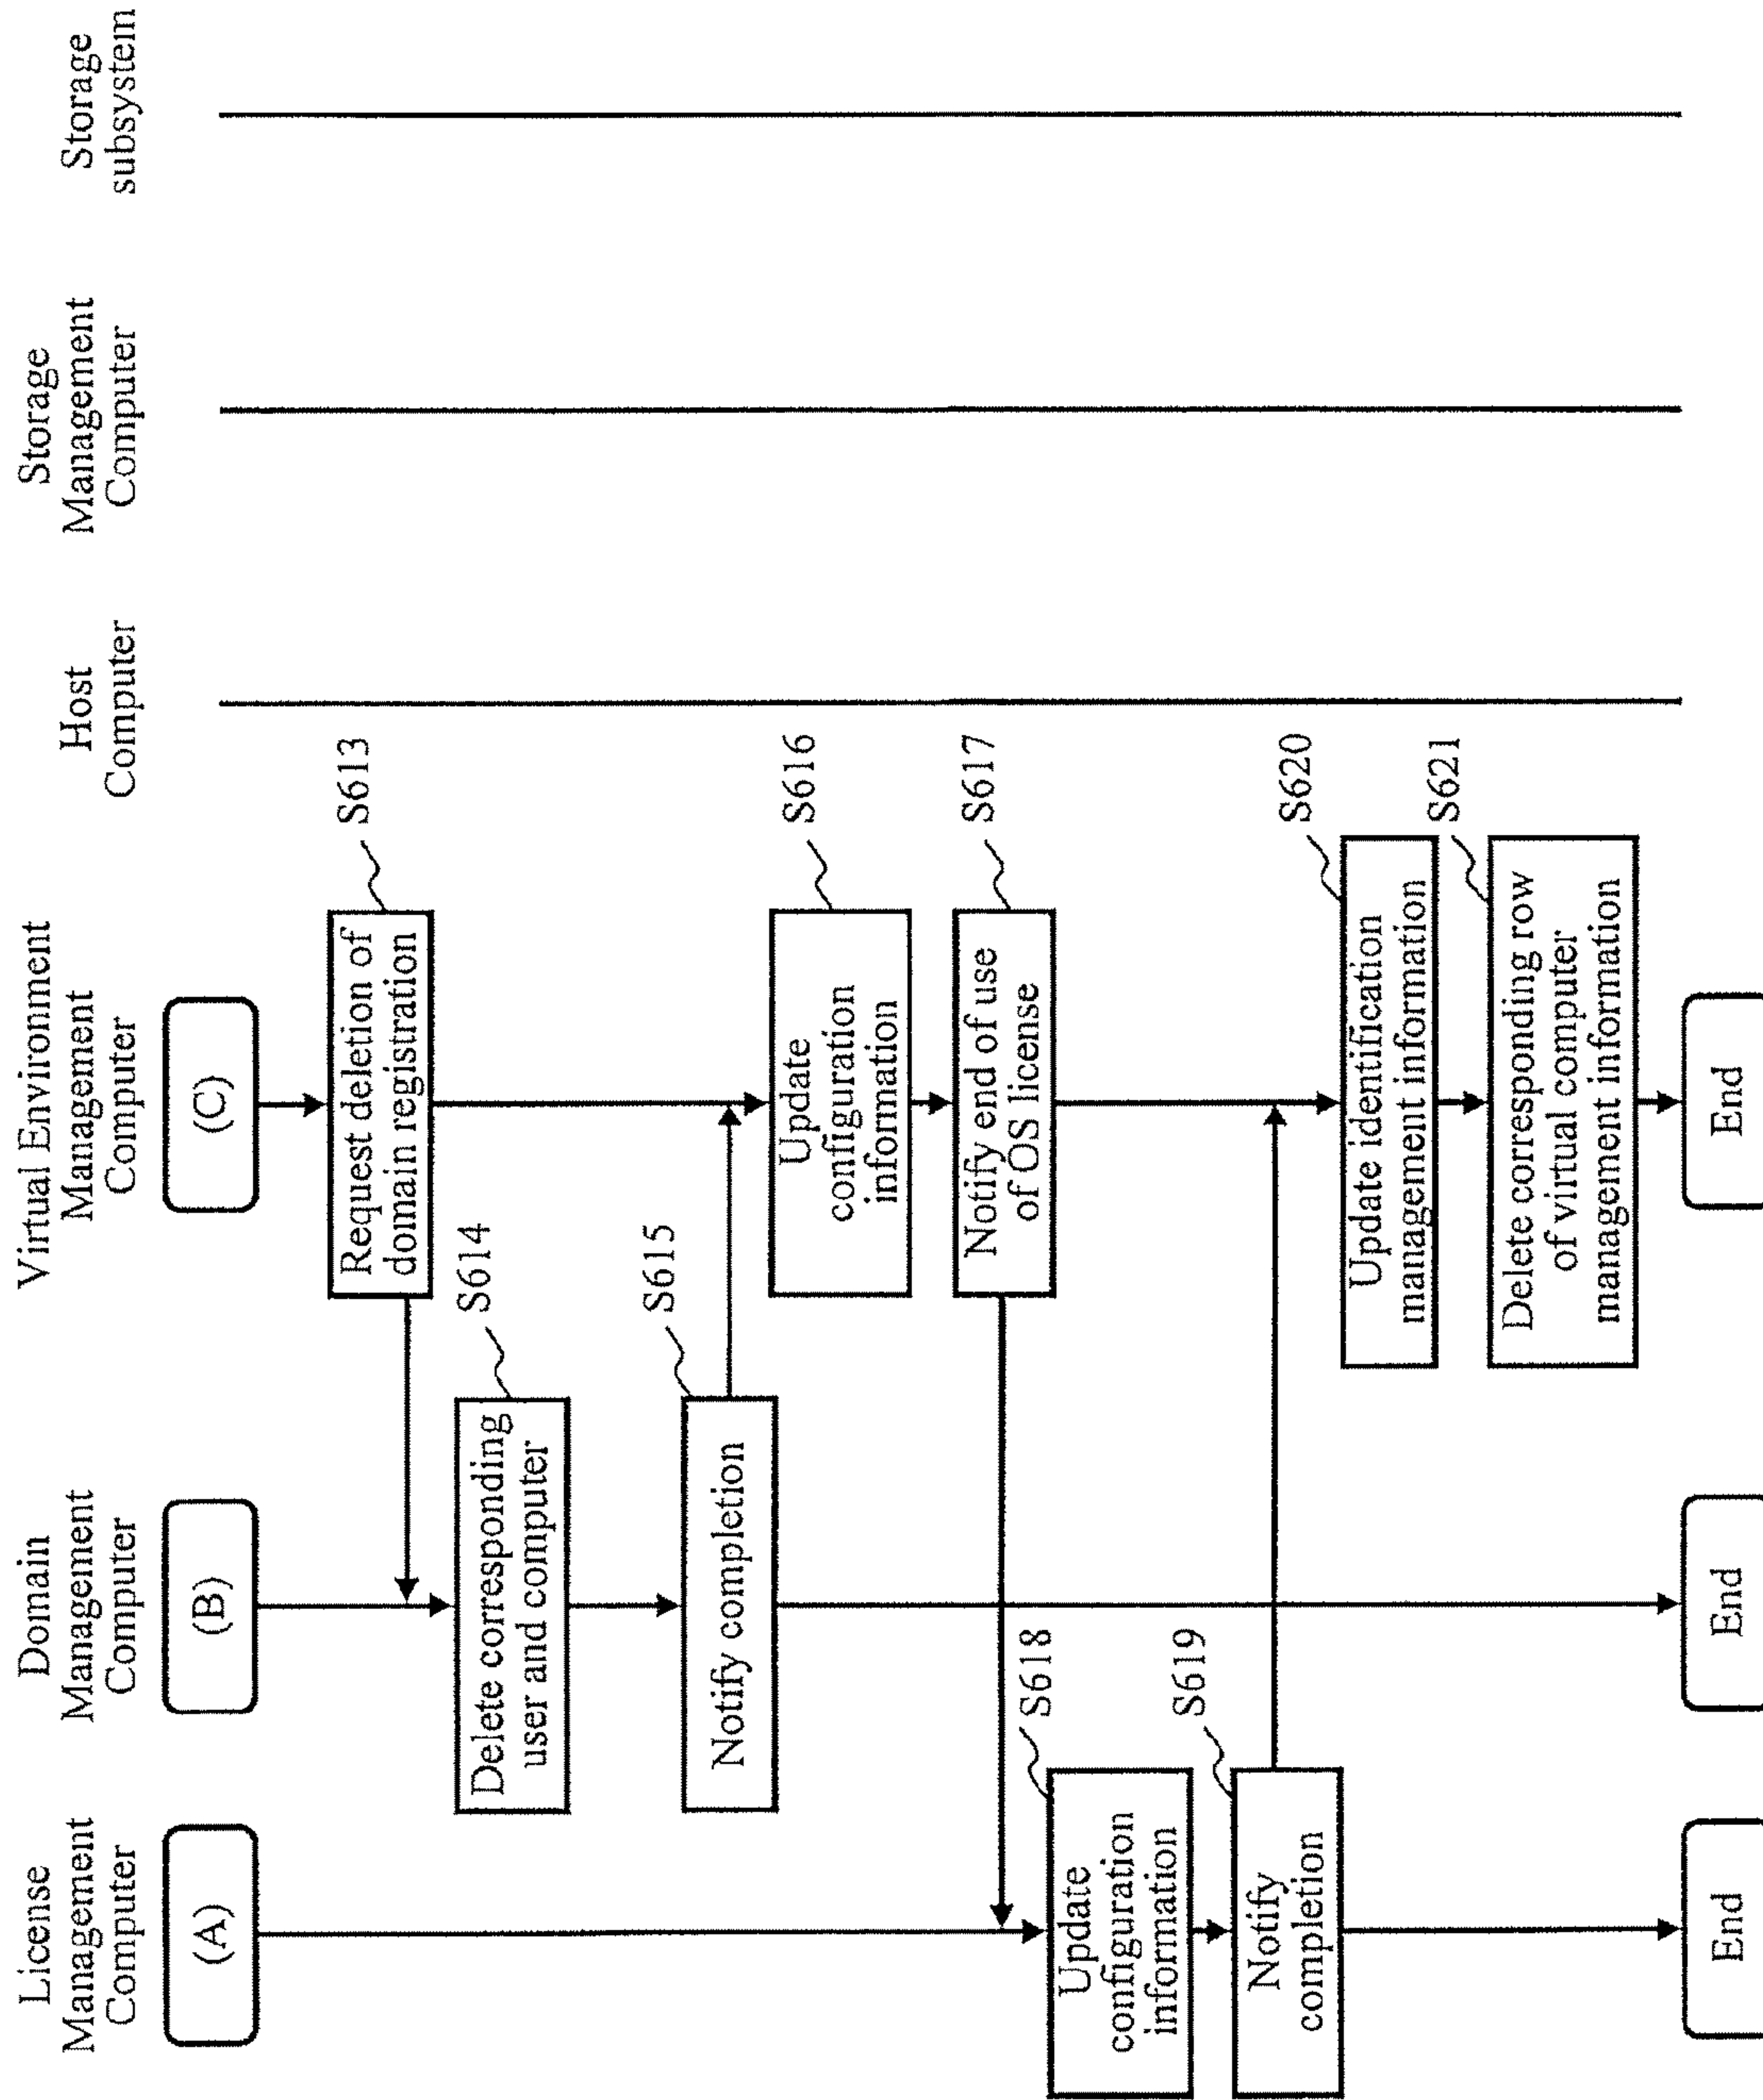 License
Management
Computer
Domain
Management
Computer
Virtual Environment
Management
Computer
Host
Computer
Storage
Management
Computer
Storage
subsystem
(A)
(B)
(C)
S613
Request deletion of
domain registration
S614
Delete corresponding
user and computer
S615
Notify completion
S616
Update
configuration
information
S617
Notify end of use
of OS license
S618
Update
configuration
information
S619
Notify
completion
S620
Update identification
management information
S621
Delete corresponding row
of virtual computer
management information
End
End
End